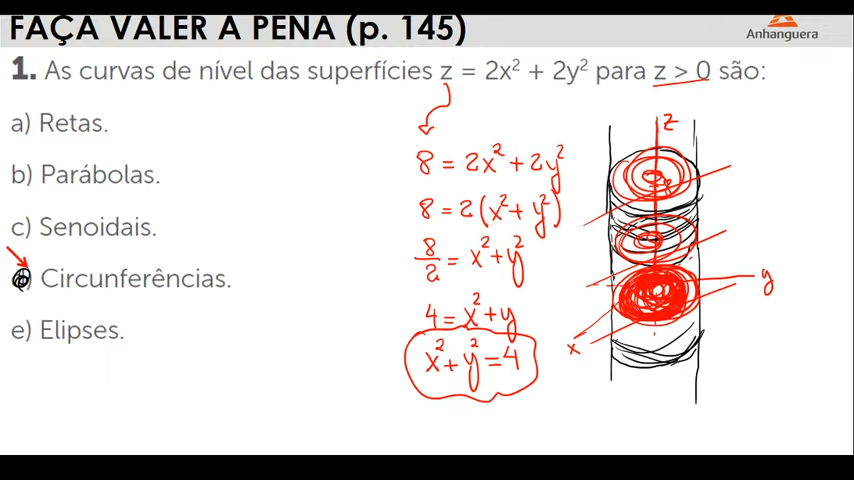 FAÇA VALER A PENA (p. 145)
Anhanguera
1. As curvas de nível das superfícies z = 2x² + 2y² para z > 0 são:
a) Retas.
b) Parábolas.
c) Senoidais.
d) Circunferências.
e) Elipses.
8 = 2x² + 2y²
8 = 2(x² + y²)
8/2 = x² + y²
4 = x² + y
x² + y² = 4
z
y
x